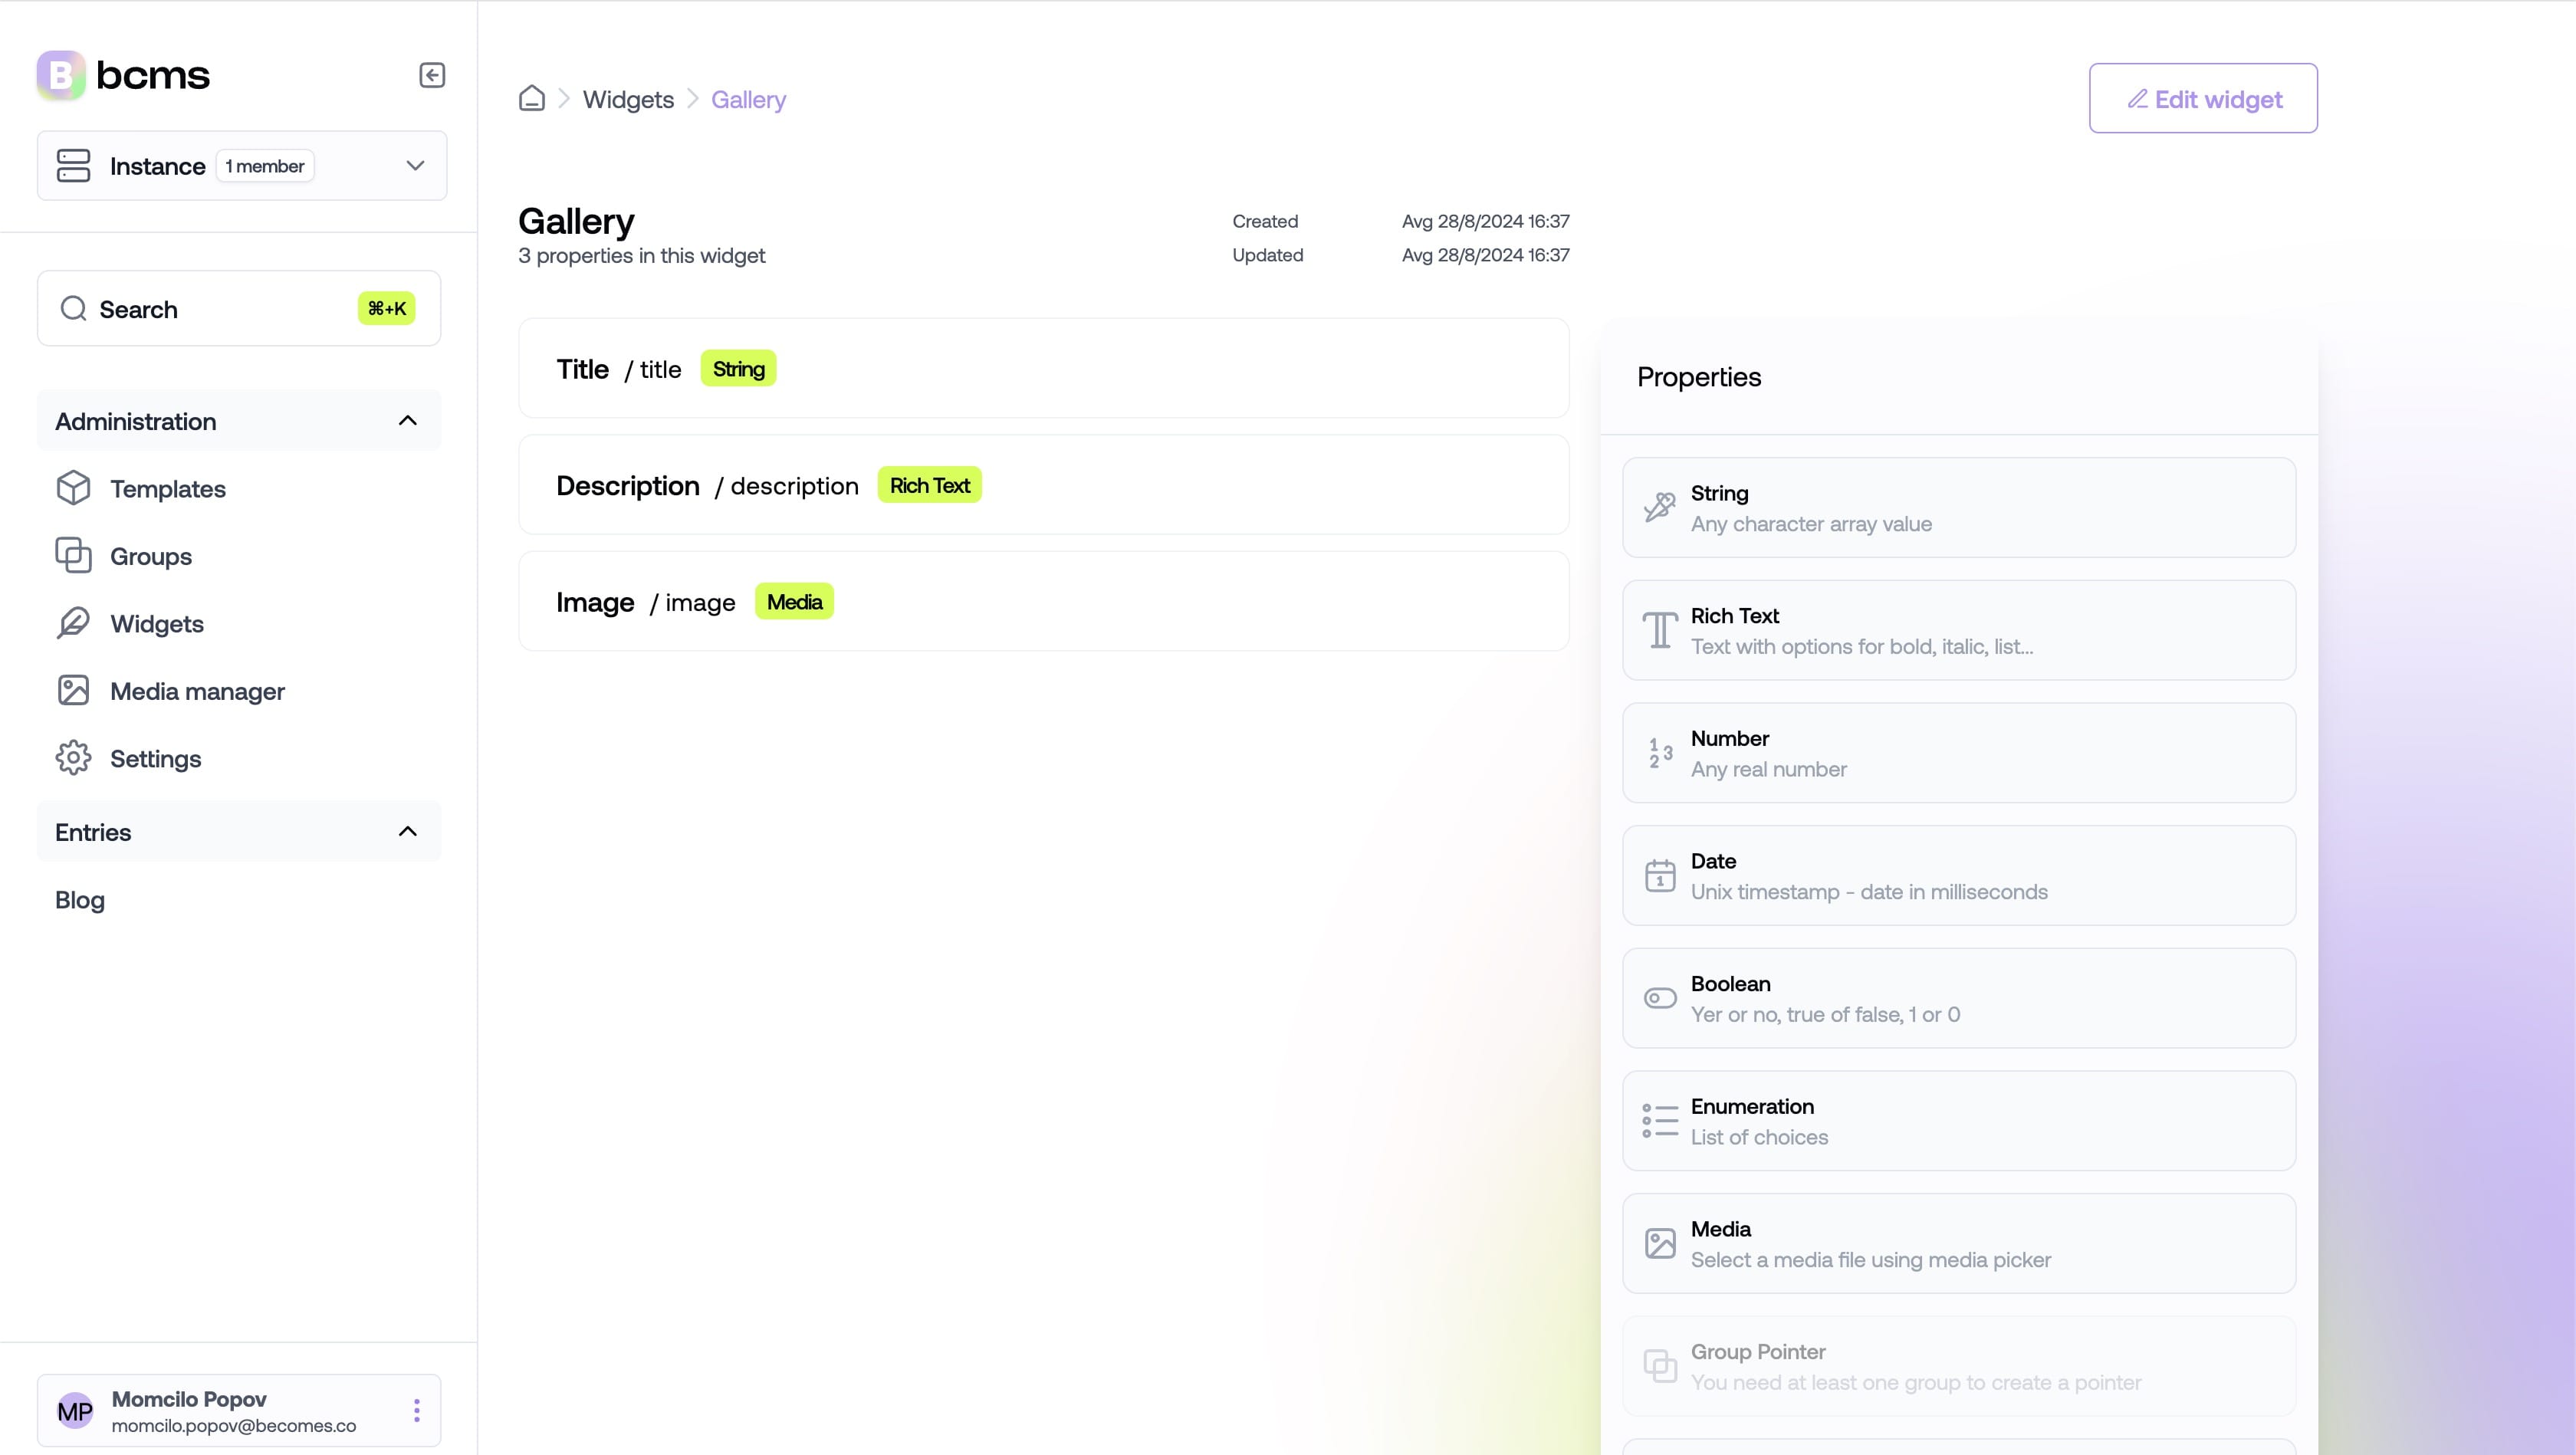 B bcms
Instance 1 member
Search ⌘+K
Administration
Templates
Groups
Widgets
Media manager
Settings
Entries
Blog
MP Momcilo Popov
momcilo.popov@becomes.co
Widgets Gallery
Edit widget
Gallery
3 properties in this widget
Created Avg 28/8/2024 16:37
Updated Avg 28/8/2024 16:37
Title / title String
Description / description Rich Text
Image / image Media
Properties
String
Any character array value
Rich Text
Text with options for bold, italic, list...
1 2 3
Number
Any real number
1
Date
Unix timestamp - date in milliseconds
Boolean
Yer or no, true of false, 1 or 0
Enumeration
List of choices
Media
Select a media file using media picker
Group Pointer
You need at least one group to create a pointer